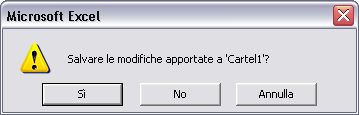 Microsoft Excel
Salvare le modifiche apportate a 'Cartel1'?
Sì
No
Annulla